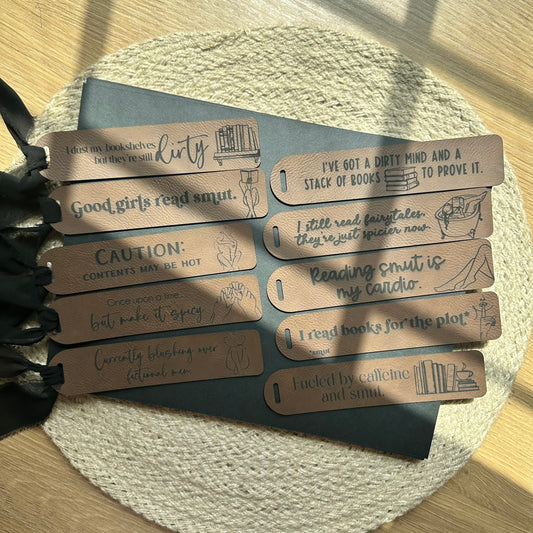 I dust my bookshelves
but they're still dirty
Good girls read smut.
CAUTION:
CONTENTS MAY BE HOT
Once upon a time...
but make it spicy
Currently blushing over
fictional men
I'VE GOT A DIRTY MIND AND A
STACK OF BOOKS TO PROVE IT.
I still read fairytales,
they're just spicier now.
Reading smut is
my cardio.
I read books for the plot*
*smut
Fueled by caffeine
and smut.